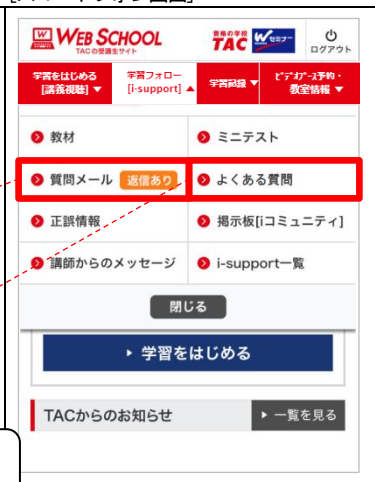 [スマートフォン画面]
WEB SCHOOL
TACの受講生サイト
資格の学校
TAC Wセミナー
ログアウト
学習をはじめる
[講義視聴] ▼
学習フォロー
[i-support] ▲
学習記録 ▼
ビデオブース予約・
教室情報 ▼
教材
ミニテスト
質問メール 返信あり
よくある質問
正誤情報
掲示板[iコミュニティ]
講師からのメッセージ
i-support一覧
閉じる
学習をはじめる
TACからのお知らせ
一覧を見る